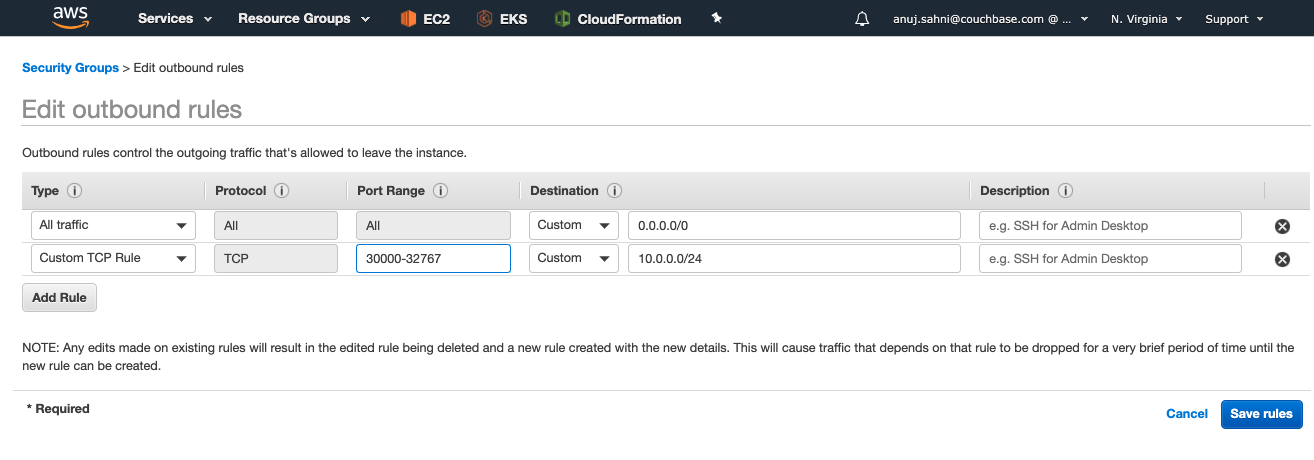 aws Services Resource Groups EC2 EKS CloudFormation anuj.sahni@couchbase.com @ ... N. Virginia Support
Security Groups > Edit outbound rules
Edit outbound rules
Outbound rules control the outgoing traffic that's allowed to leave the instance.
Type i Protocol i Port Range i Destination i Description i
All traffic All All Custom 0.0.0.0/0 e.g. SSH for Admin Desktop
Custom TCP Rule TCP 30000-32767 Custom 10.0.0.0/24 e.g. SSH for Admin Desktop
Add Rule
NOTE: Any edits made on existing rules will result in the edited rule being deleted and a new rule created with the new details. This will cause traffic that depends on that rule to be dropped for a very brief period of time until the
new rule can be created.
* Required
Cancel Save rules